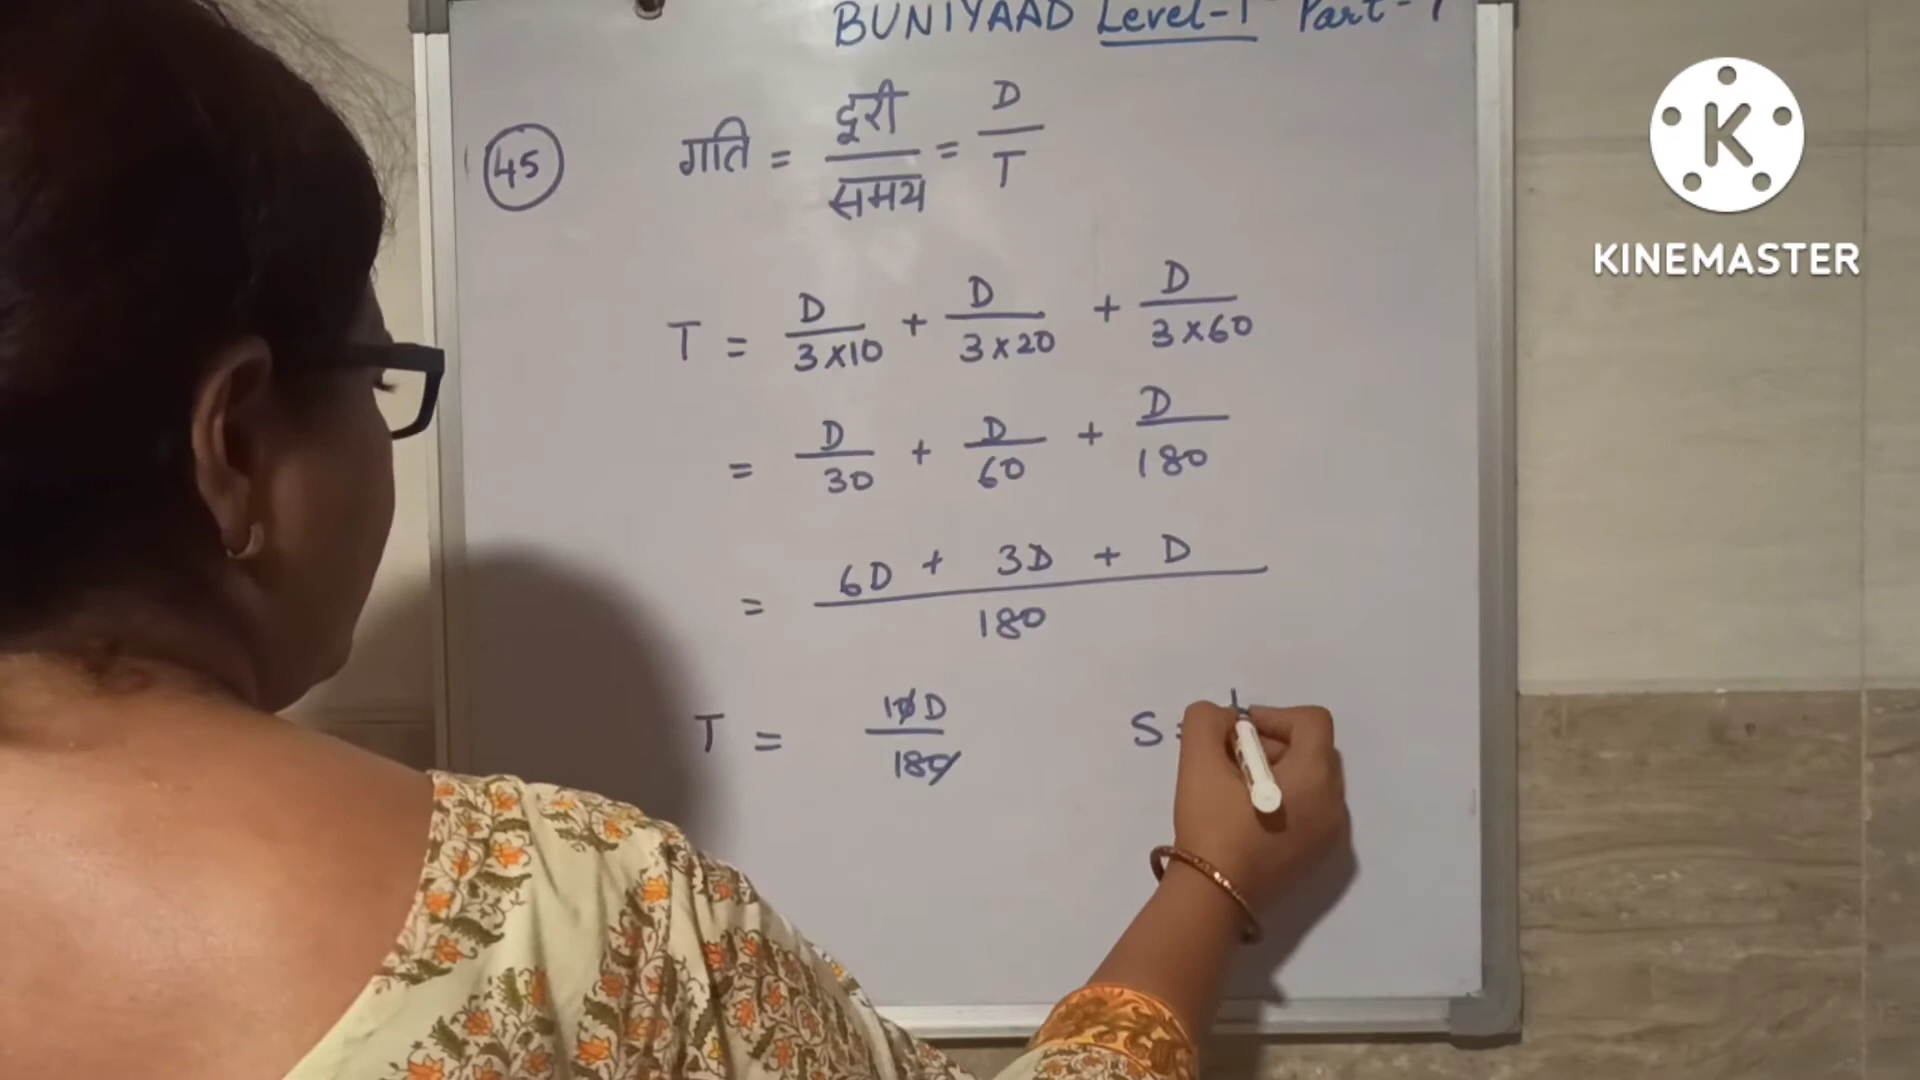 BUNIYAAD Level-1 Part-1
45
गति = दूरी/समय = D/T
T = D/3×10 + D/3×20 + D/3×60
= D/30 + D/60 + D/180
= 6D + 3D + D/180
T = 10D/180
S =
K
KINEMASTER